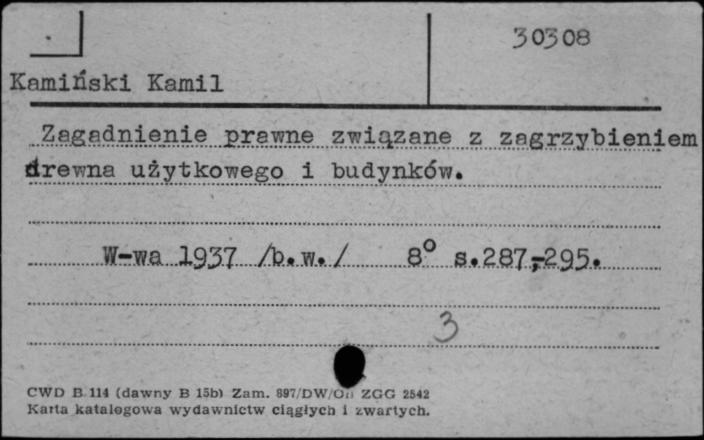 30308
Kamiński Kamil
Zagadnienie prawne związane z zagrzybieniem
drewna użytkowego i budynków.
W-wa 1937 /b.w./ 8° s.287,-295.
3
CWD B 114 (dawny B 15b) Zam. 897/DW/On ZGG 2542
Karta katalogowa wydawnictw ciągłych i zwartych.